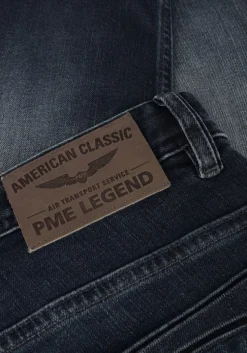 AMERICAN CLASSIC
AIR TRANSPORT SERVICE
PME LEGEND